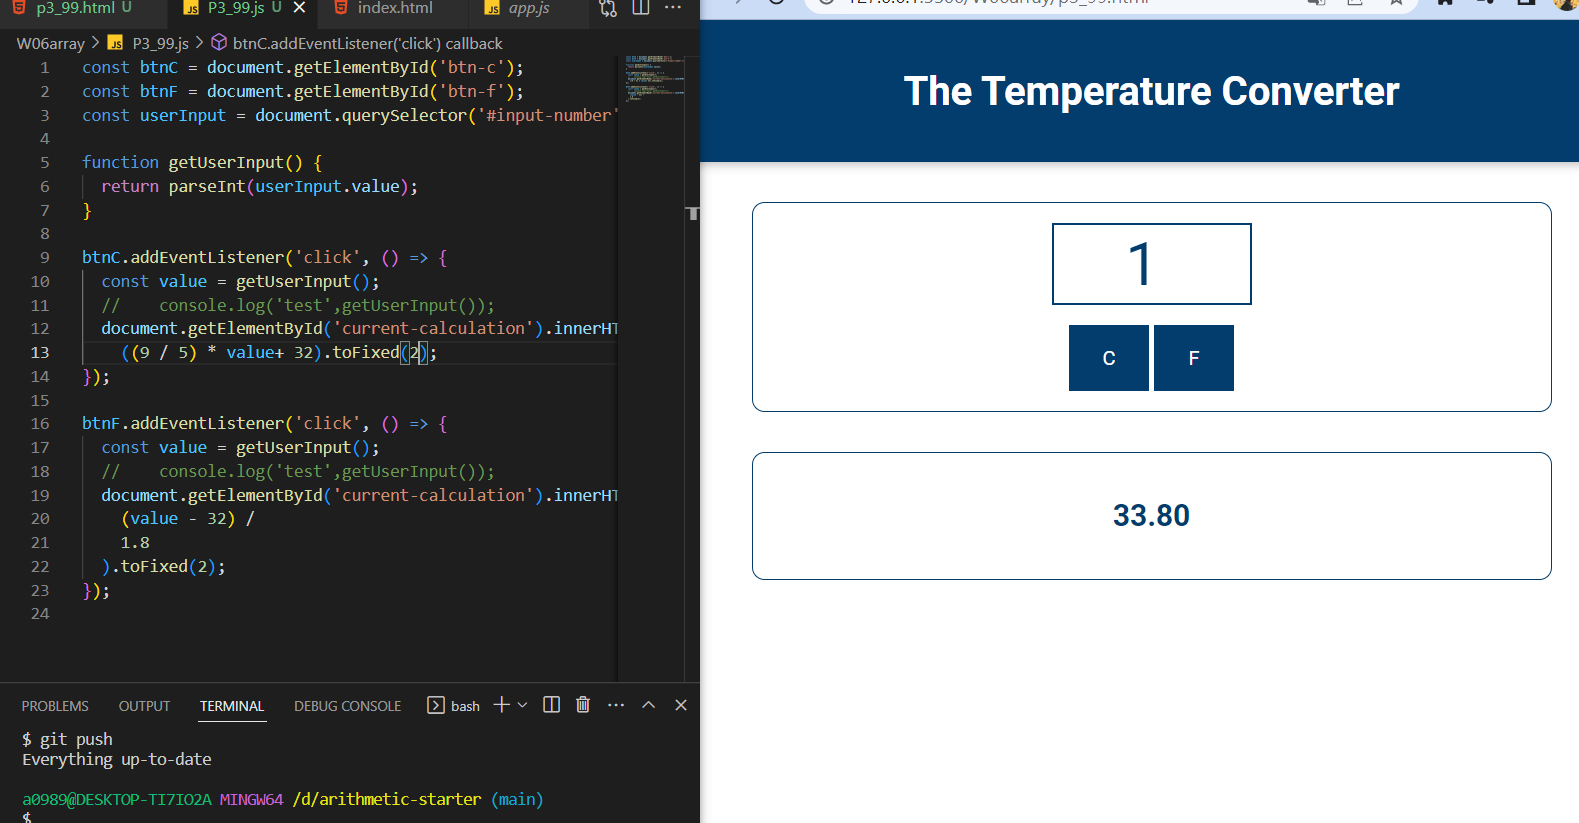 p3_99.html U
JS P3_99.js U
index.html
JS app.js
W06array > JS P3_99.js > btnC.addEventListener('click') callback
1 const btnC = document.getElementById('btn-c');
2 const btnF = document.getElementById('btn-f');
3 const userInput = document.querySelector('#input-number'
4
5 function getUserInput() {
6 return parseInt(userInput.value);
7 }
8
9 btnC.addEventListener('click', () => {
10 const value = getUserInput();
11 // console.log('test',getUserInput());
12 document.getElementById('current-calculation').innerHT
13 ((9 / 5) * value+ 32).toFixed(2);
14 });
15
16 btnF.addEventListener('click', () => {
17 const value = getUserInput();
18 // console.log('test',getUserInput());
19 document.getElementById('current-calculation').innerHT
20 (value - 32) /
21 1.8
22 ).toFixed(2);
23 });
24
PROBLEMS OUTPUT TERMINAL DEBUG CONSOLE bash
$ git push
Everything up-to-date
a0989@DESKTOP-TI7IO2A MINGW64 /d/arithmetic-starter (main)
$
The Temperature Converter
1
C F
33.80